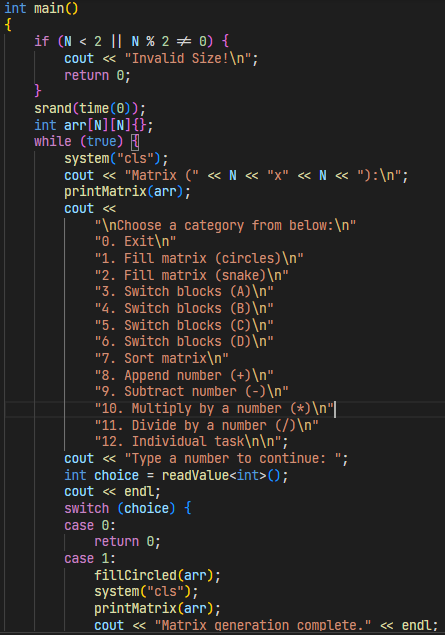 int main()
{
    if (N < 2 || N % 2 != 0) {
        cout << "Invalid Size!\n";
        return 0;
    }
    srand(time(0));
    int arr[N][N]{};
    while (true) {
        system("cls");
        cout << "Matrix (" << N << "x" << N << "):\n";
        printMatrix(arr);
        cout <<
            "\nChoose a category from below:\n"
            "0. Exit\n"
            "1. Fill matrix (circles)\n"
            "2. Fill matrix (snake)\n"
            "3. Switch blocks (A)\n"
            "4. Switch blocks (B)\n"
            "5. Switch blocks (C)\n"
            "6. Switch blocks (D)\n"
            "7. Sort matrix\n"
            "8. Append number (+)\n"
            "9. Subtract number (-)\n"
            "10. Multiply by a number (*)\n"
            "11. Divide by a number (/)\n"
            "12. Individual task\n\n";
        cout << "Type a number to continue: ";
        int choice = readValue<int>();
        cout << endl;
        switch (choice) {
        case 0:
            return 0;
        case 1:
            fillCircled(arr);
            system("cls");
            printMatrix(arr);
            cout << "Matrix generation complete." << endl;